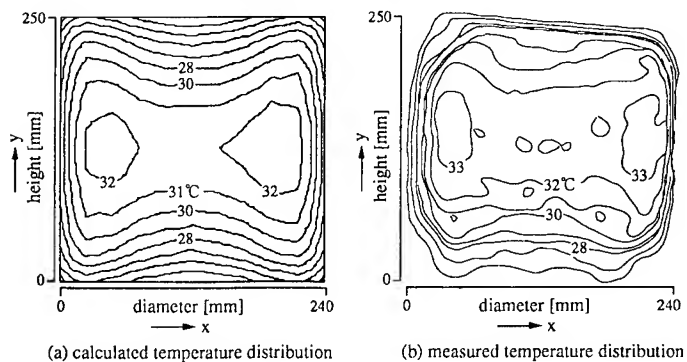 250
28
30
32
31℃
32
30
28
y
height [mm]
0
0
diameter [mm]
240
x
(a) calculated temperature distribution
250
33
33
32℃
30
28
y
height [mm]
0
0
diameter [mm]
240
x
(b) measured temperature distribution